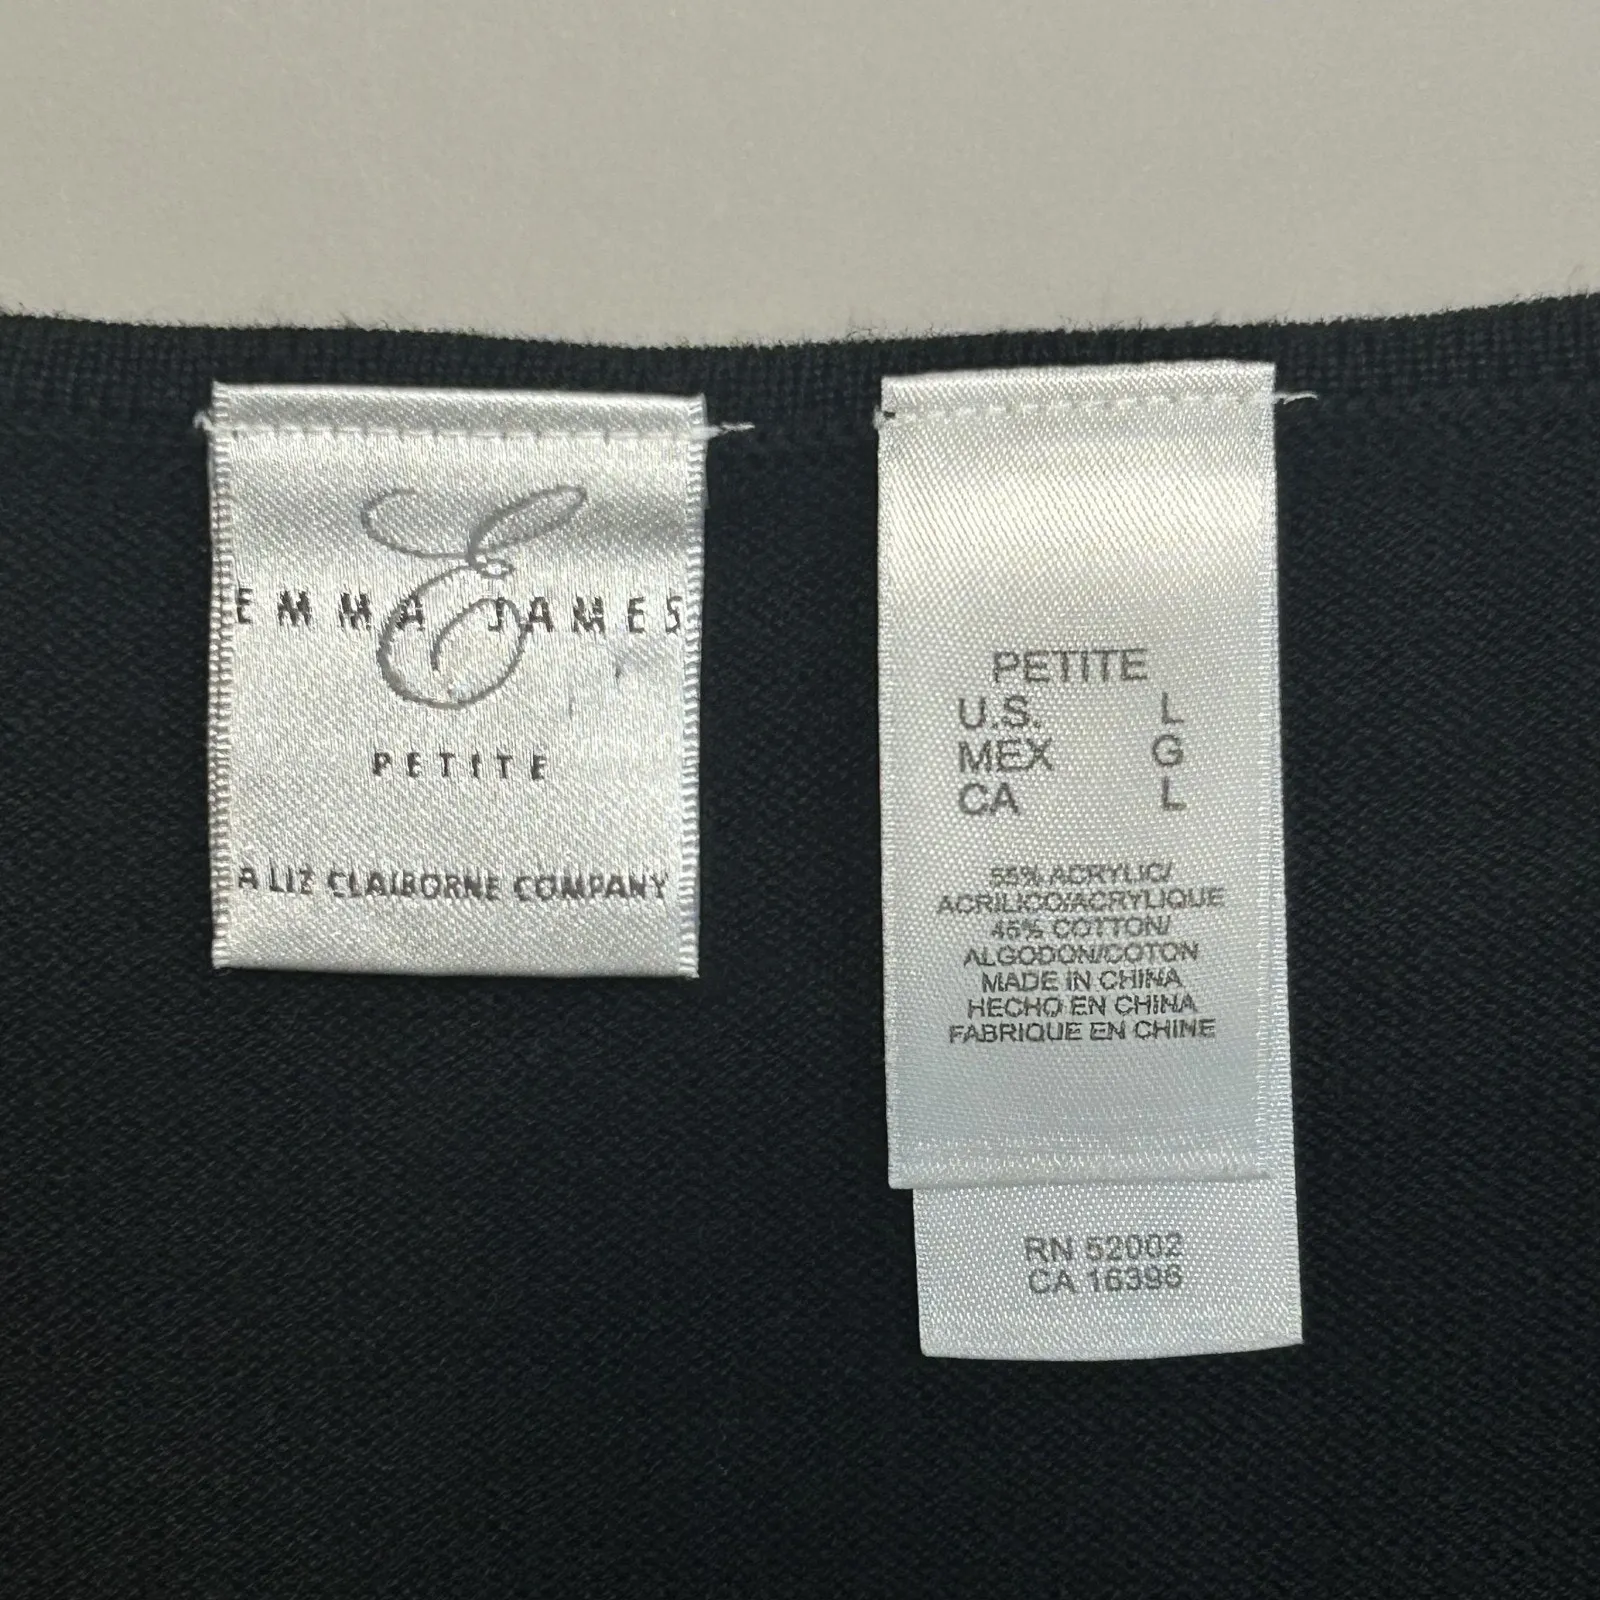 EMMA JAMES
PETITE
A LIZ CLAIBORNE COMPANY
PETITE
U.S. L
MEX G
CA L
55% ACRYLIC/
ACRILICO/ACRYLIQUE
45% COTTON/
ALGODON/COTON
MADE IN CHINA
HECHO EN CHINA
FABRIQUE EN CHINE
RN 52002
CA 16396